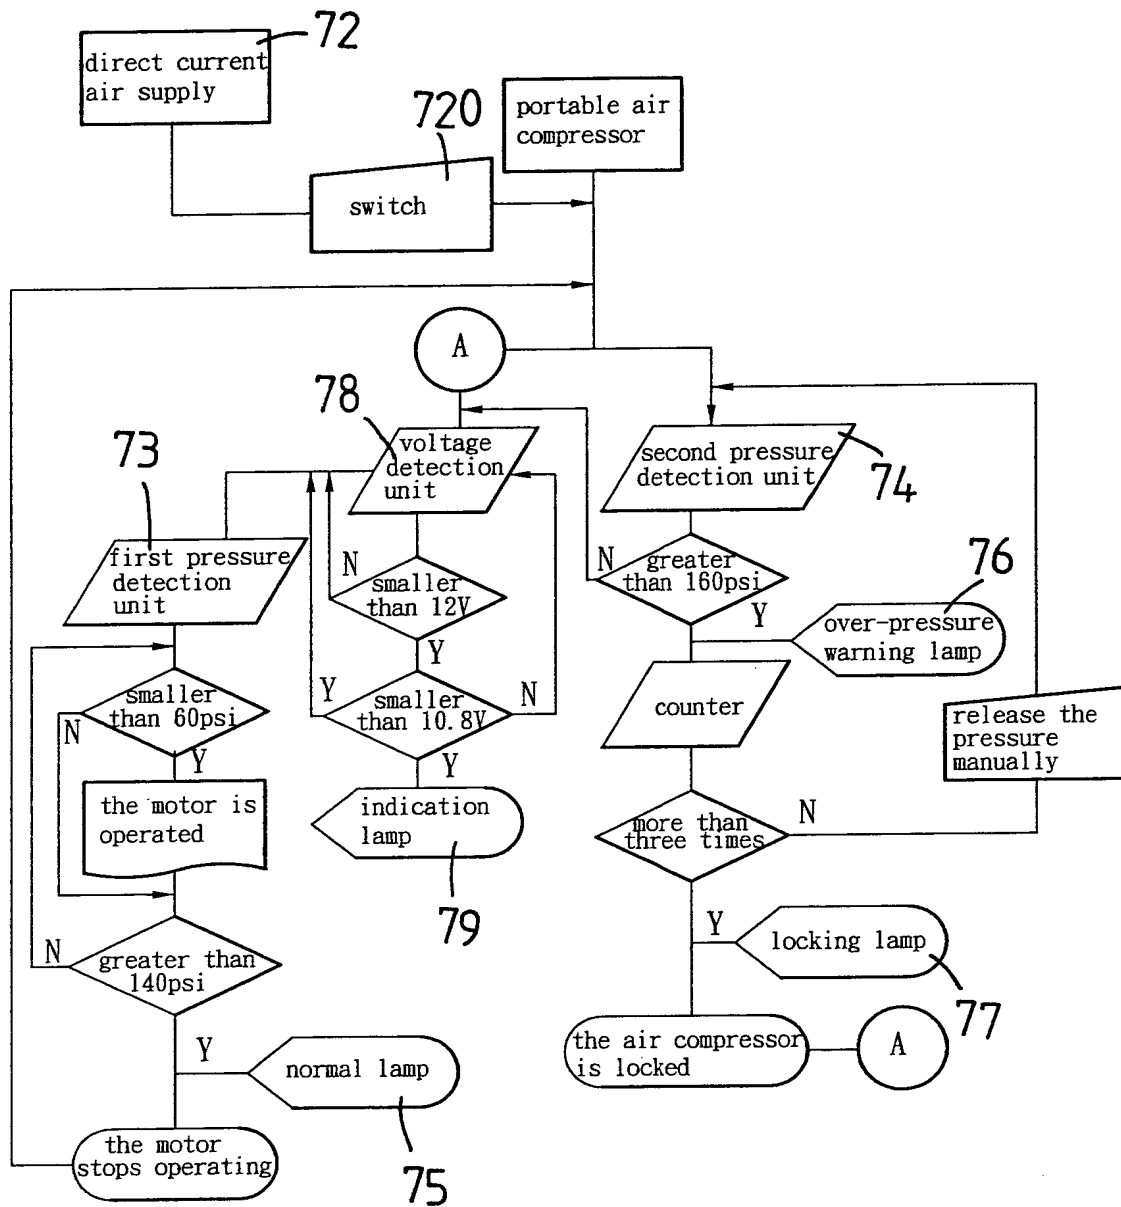 72
direct current
air supply
720
portable air
compressor
switch
A
78
voltage
detection
unit
73
second pressure
detection unit
74
first pressure
detection
unit
N
smaller
than 12V
N
greater
than 160psi
76
Y
Y
over-pressure
warning lamp
smaller
than 60psi
N
Y
smaller
than 10.8V
N
counter
release the
pressure
manually
Y
Y
the motor is
operated
indication
lamp
more than
three times
N
79
N
greater than
140psi
Y
locking lamp
77
Y
normal lamp
the air compressor
is locked
A
the motor
stops operating
75